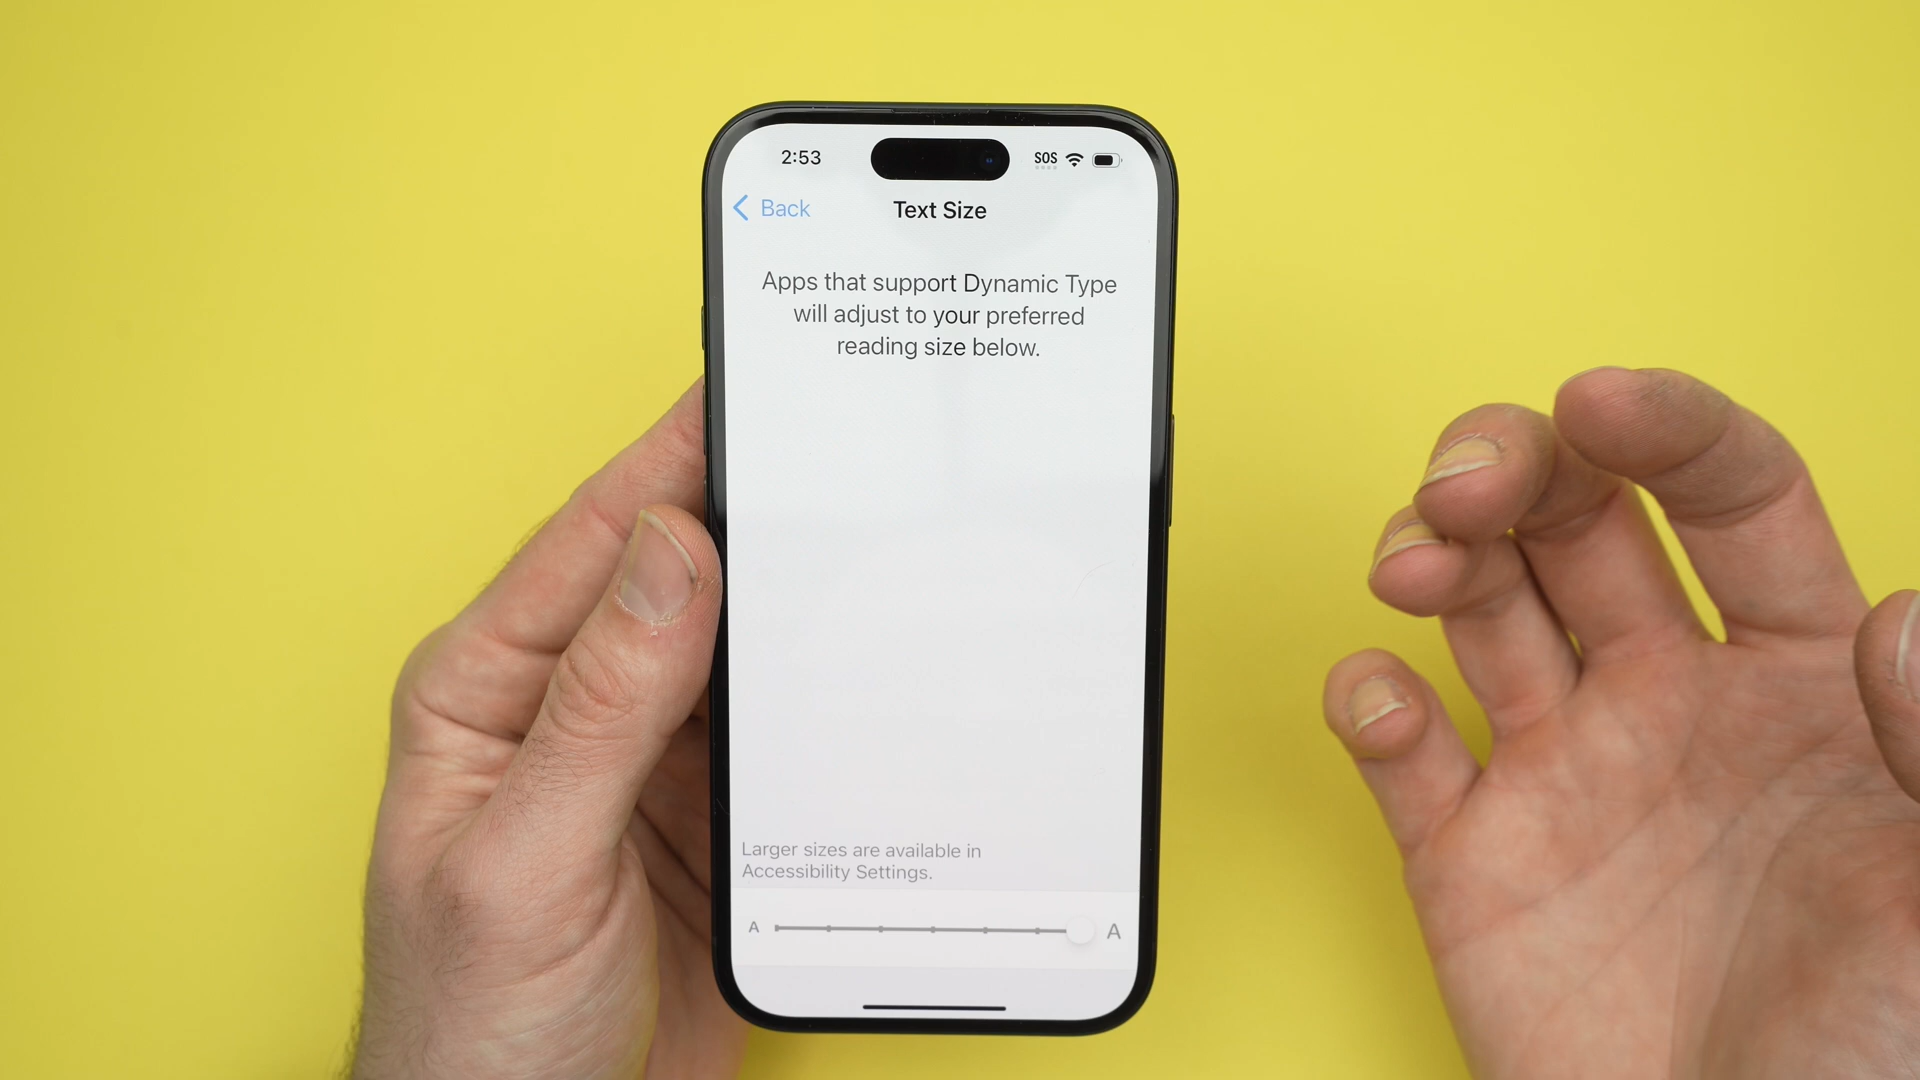 2:53
SOS
Back
Text Size
Apps that support Dynamic Type
will adjust to your preferred
reading size below.
Larger sizes are available in
Accessibility Settings.
A
A